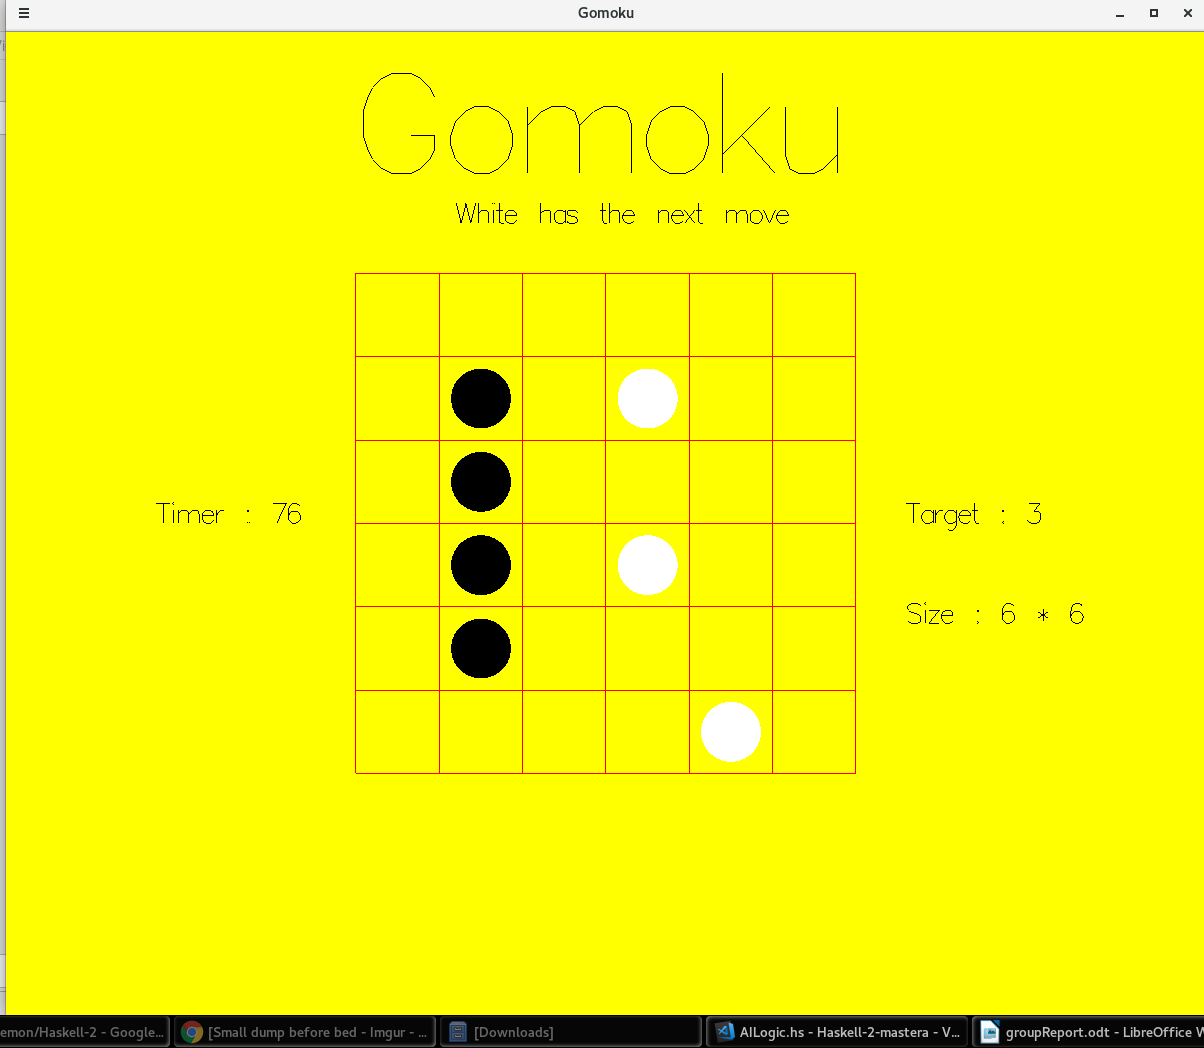 Gomoku
Gomoku
White has the next move
Timer : 76
Target : 3
Size : 6 * 6
emon/Haskell-2 - Google...
[Small dump before bed - Imgur - ...
[Downloads]
AILogic.hs - Haskell-2-mastera - V...
groupReport.odt - LibreOffice W